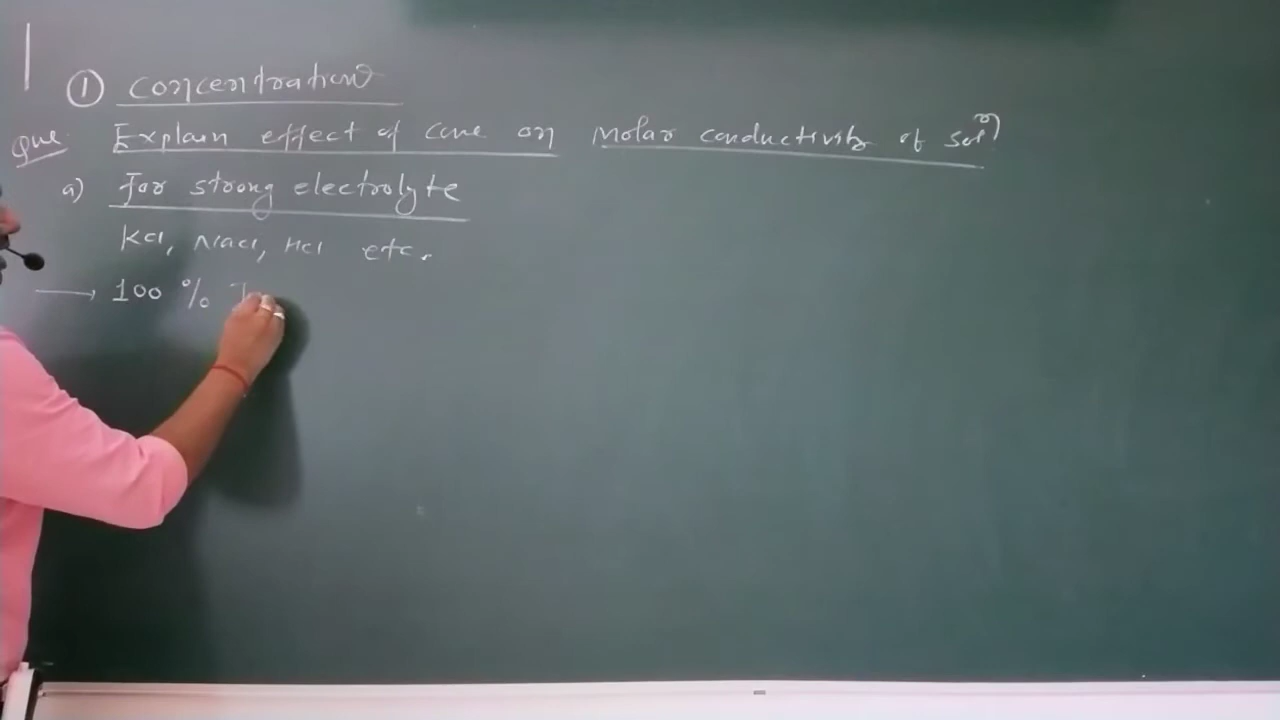 ① Concentration
Que Explain effect of conc on molar conductivity of solⁿ
a) For strong electrolyte
KCl, NaCl, HCl etc.
→ 100 %